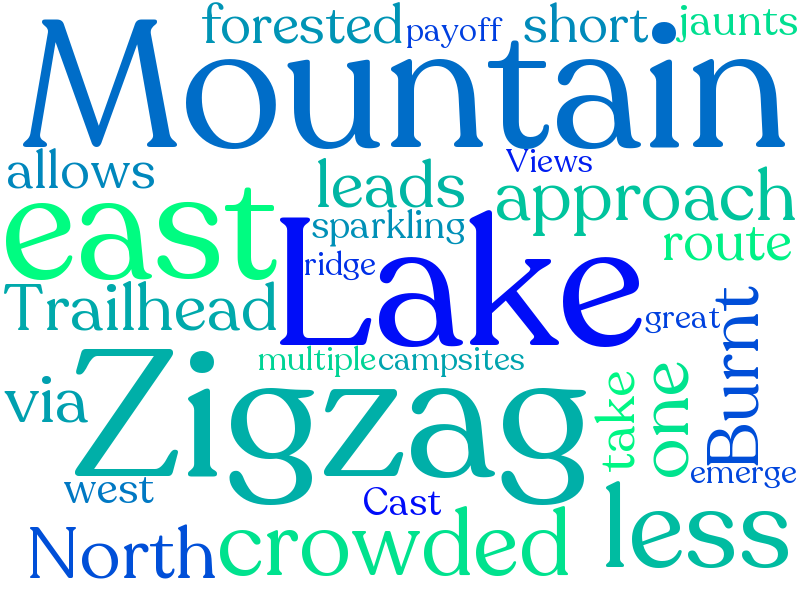 forested payoff short jaunts
Mountain
allows leads Views approach
east sparkling route
Lake
ridge
Trailhead great
multiple campsites Burnt
Zigzag take one
via
west Cast emerge
North crowded less